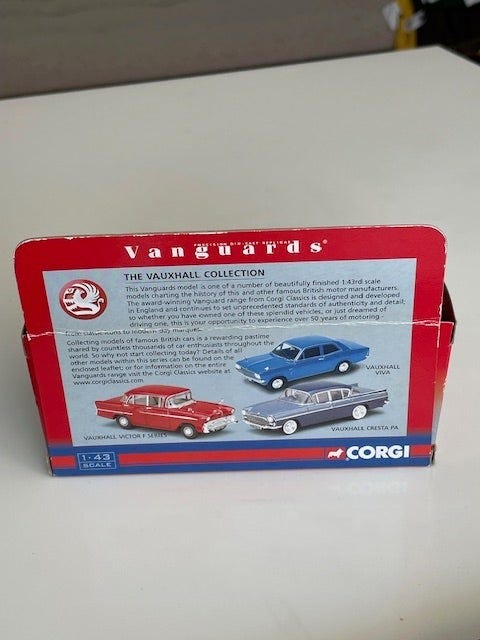 PRECISION DIE-CAST REPLICAS
Vanguards®
THE VAUXHALL COLLECTION
This Vanguards model is one of a number of beautifully finished 1:43rd scale
models charting the history of this and other famous British motor manufacturers.
The award-winning Vanguard range from Corgi Classics is designed and developed
in England and continues to set unprecedented standards of authenticity and detail;
so whether you have owned one of these splendid vehicles, or just dreamed of
driving one, this is your opportunity to experience over 50 years of motoring -
from classics to modern day marques.
Collecting models of famous British cars is a rewarding pastime
shared by countless thousands of car enthusiasts throughout the
world. So why not start collecting today? Details of all
other models within this series can be found on the
enclosed leaflet; or for information on the entire
Vanguards range visit the Corgi Classics website at
www.corgiclassics.com
VAUXHALL
VIVA
VAUXHALL VICTOR F SERIES
VAUXHALL CRESTA PA
1:43
SCALE
CORGI